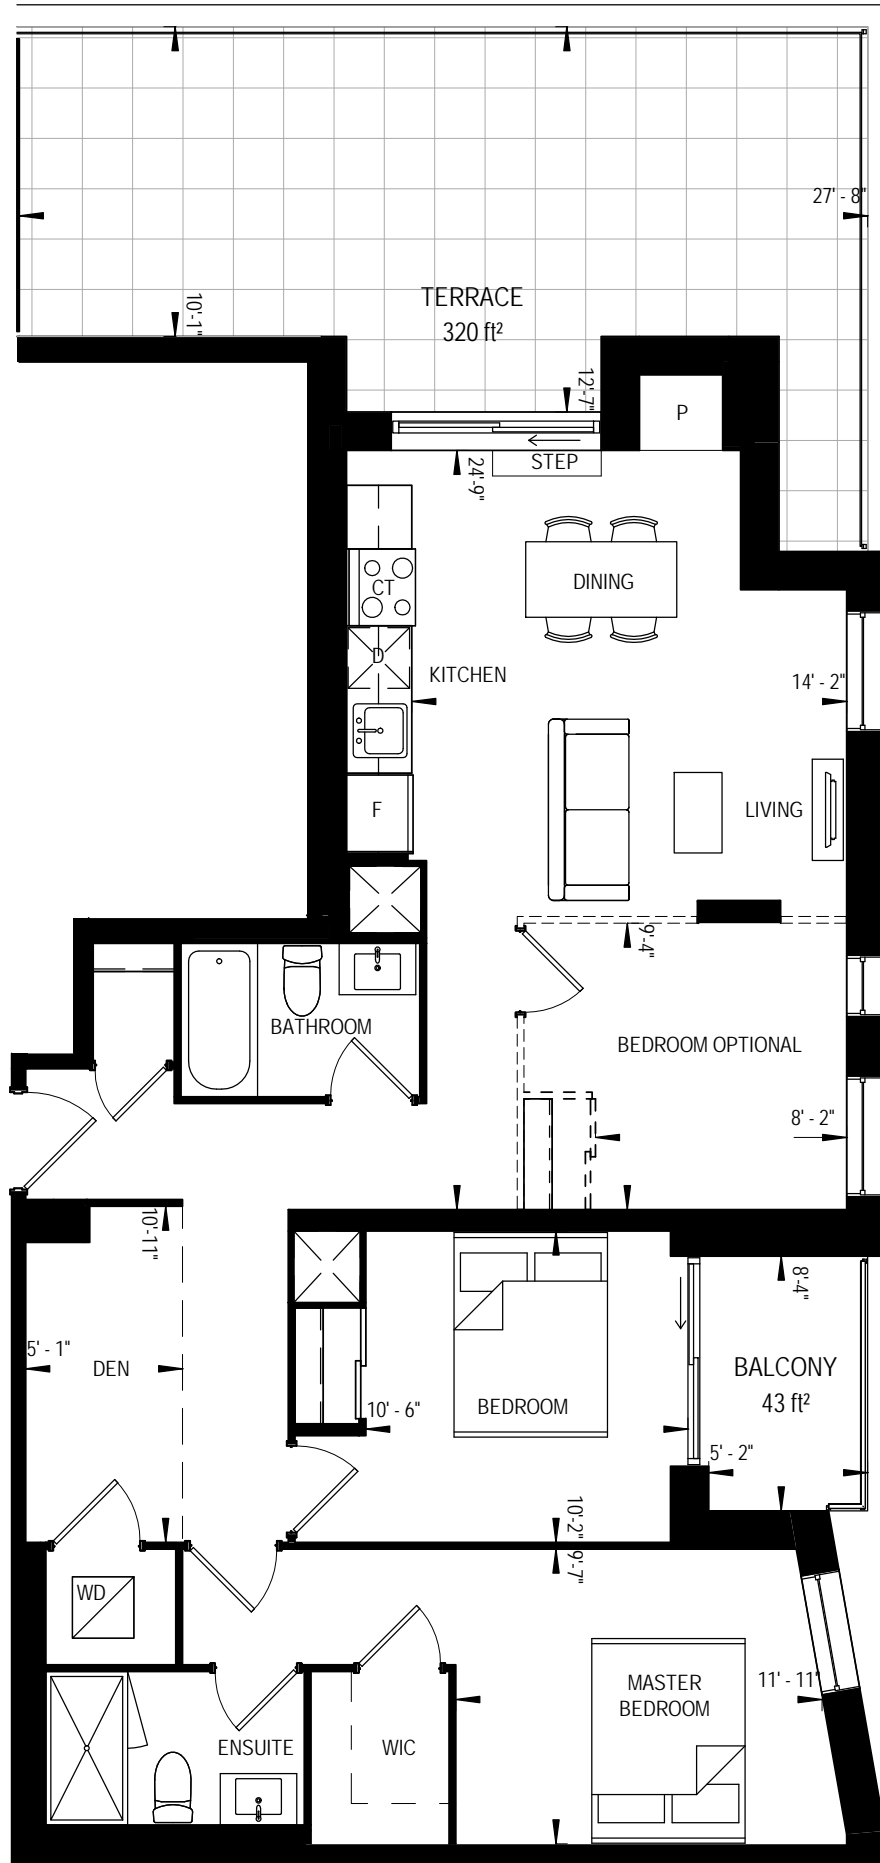 27' - 8"
TERRACE
320 ft²
10'-1"
12'-7"
P
STEP
24'-9"
DINING
CT
D
KITCHEN
14' - 2"
F
LIVING
9'-4"
BATHROOM
BEDROOM OPTIONAL
8' - 2"
10'-11"
8'-4"
5' - 1"
DEN
BALCONY
43 ft²
10' - 6"
BEDROOM
5' - 2"
10'-2"
9'-7"
WD
MASTER
BEDROOM
11' - 11"
ENSUITE
WIC